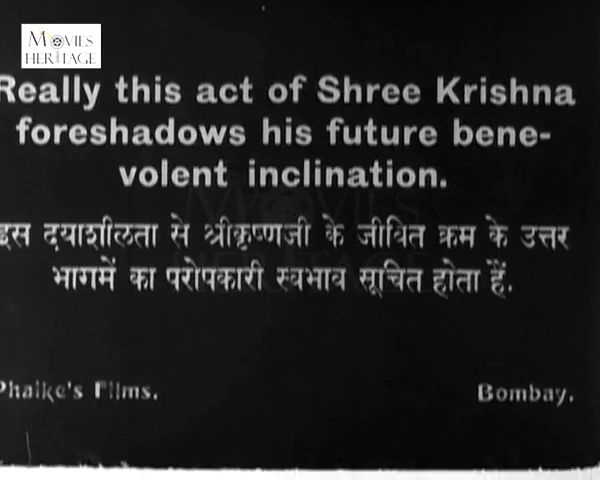 MOVIES
HERITAGE
Really this act of Shree Krishna
foreshadows his future bene-
volent inclination.
इस दयाशीलता से श्रीकृष्णजी के जीवित क्रम के उत्तर
भागमें का परोपकारी स्वभाव सूचित होता हैं.
Phalke's Films. Bombay.